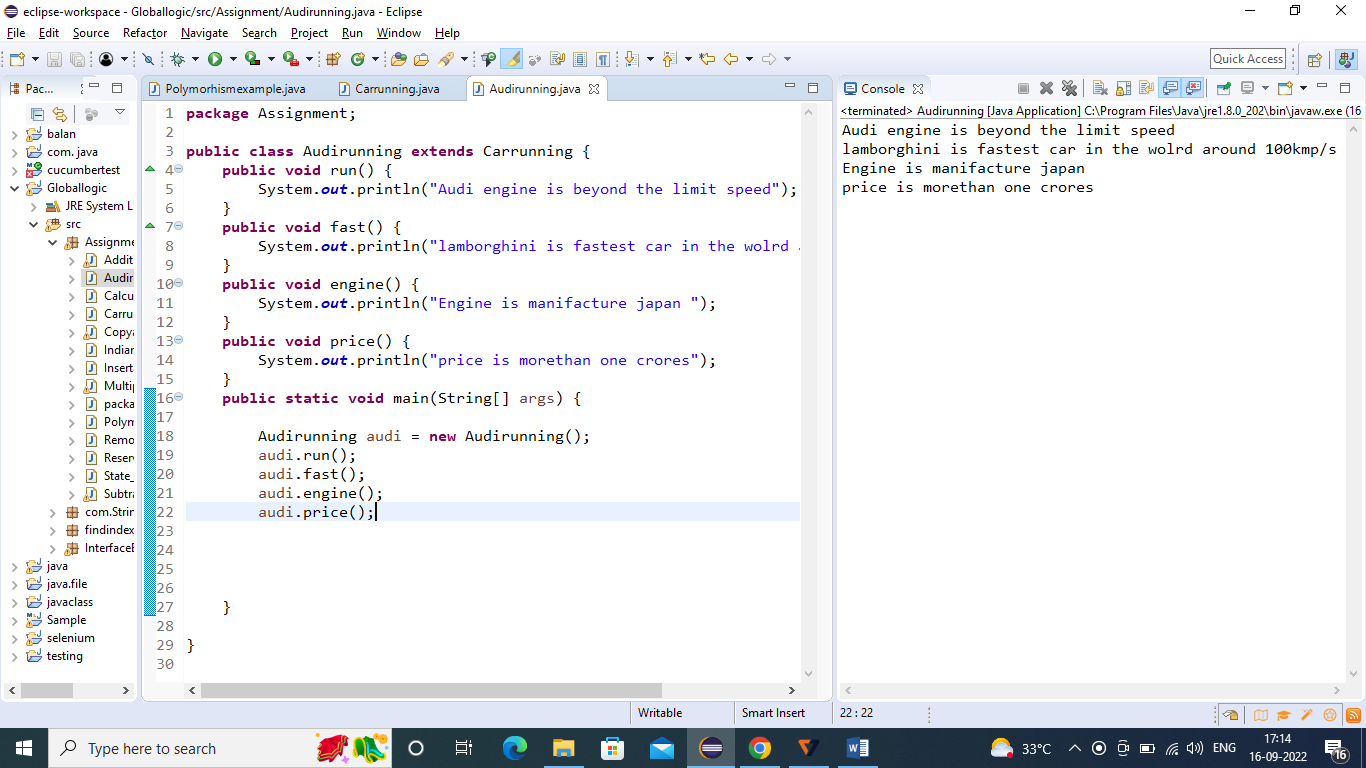 eclipse-workspace - Globallogic/src/Assignment/Audirunning.java - Eclipse
File Edit Source Refactor Navigate Search Project Run Window Help
Quick Access
Pac...
balan
com. java
cucumbertest
Globallogic
JRE System L
src
Assignme
Addit
Audir
Calcu
Carru
Copya
Indian
Insert
Multip
packa
Polym
Remo
Reser
State_
Subtra
com.Strin
findindex
InterfaceE
java
java.file
javaclass
Sample
selenium
testing
Polymorhismexample.java Carrunning.java Audirunning.java
1 package Assignment;
2
3 public class Audirunning extends Carrunning {
4 public void run() {
5 System.out.println("Audi engine is beyond the limit speed");
6 }
7 public void fast() {
8 System.out.println("lamborghini is fastest car in the wolrd
9 }
10 public void engine() {
11 System.out.println("Engine is manifacture japan ");
12 }
13 public void price() {
14 System.out.println("price is morethan one crores");
15 }
16 public static void main(String[] args) {
17
18 Audirunning audi = new Audirunning();
19 audi.run();
20 audi.fast();
21 audi.engine();
22 audi.price();
23
24
25
26
27 }
28
29 }
30
Console
<terminated> Audirunning [Java Application] C:\Program Files\Java\jre1.8.0_202\bin\javaw.exe (16
Audi engine is beyond the limit speed
lamborghini is fastest car in the wolrd around 100kmp/s
Engine is manifacture japan
price is morethan one crores
Writable Smart Insert 22 : 22
Type here to search
33°C ENG
17:14
16-09-2022
16